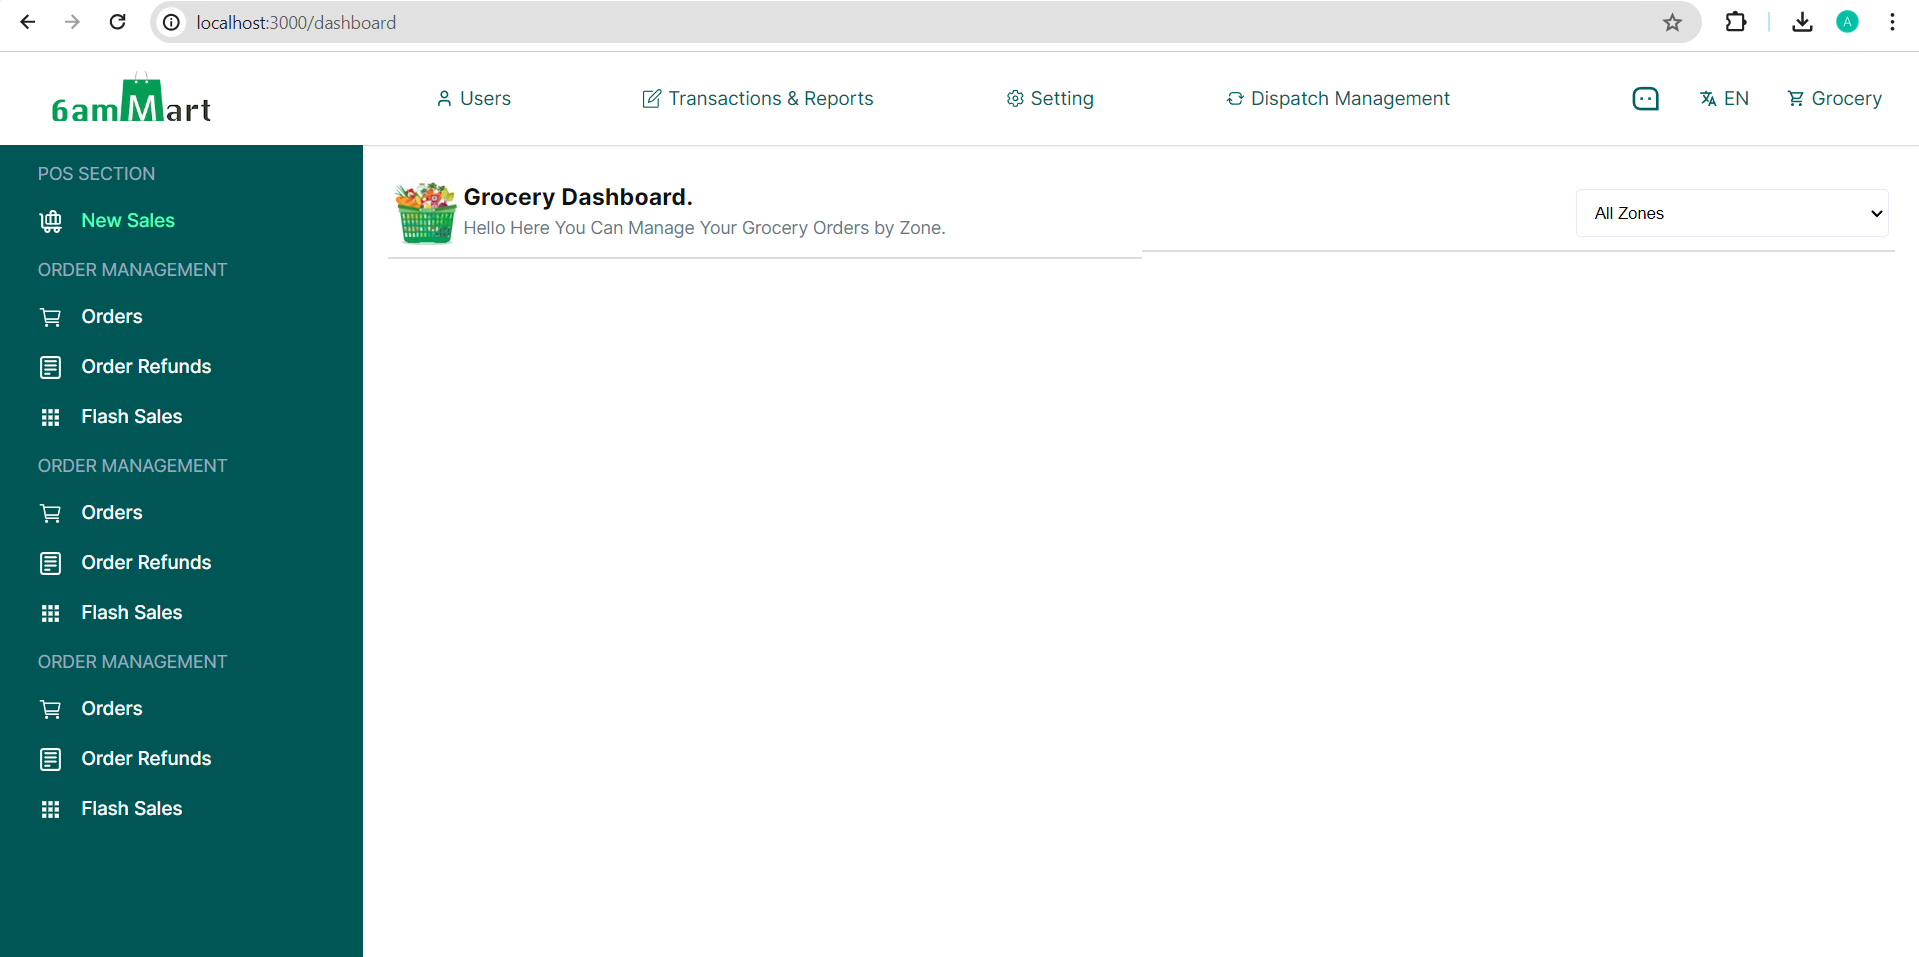 localhost:3000/dashboard
A
6amMart
Users
Transactions & Reports
Setting
Dispatch Management
EN
Grocery
POS SECTION
New Sales
ORDER MANAGEMENT
Orders
Order Refunds
Flash Sales
ORDER MANAGEMENT
Orders
Order Refunds
Flash Sales
ORDER MANAGEMENT
Orders
Order Refunds
Flash Sales
Grocery Dashboard.
Hello Here You Can Manage Your Grocery Orders by Zone.
All Zones